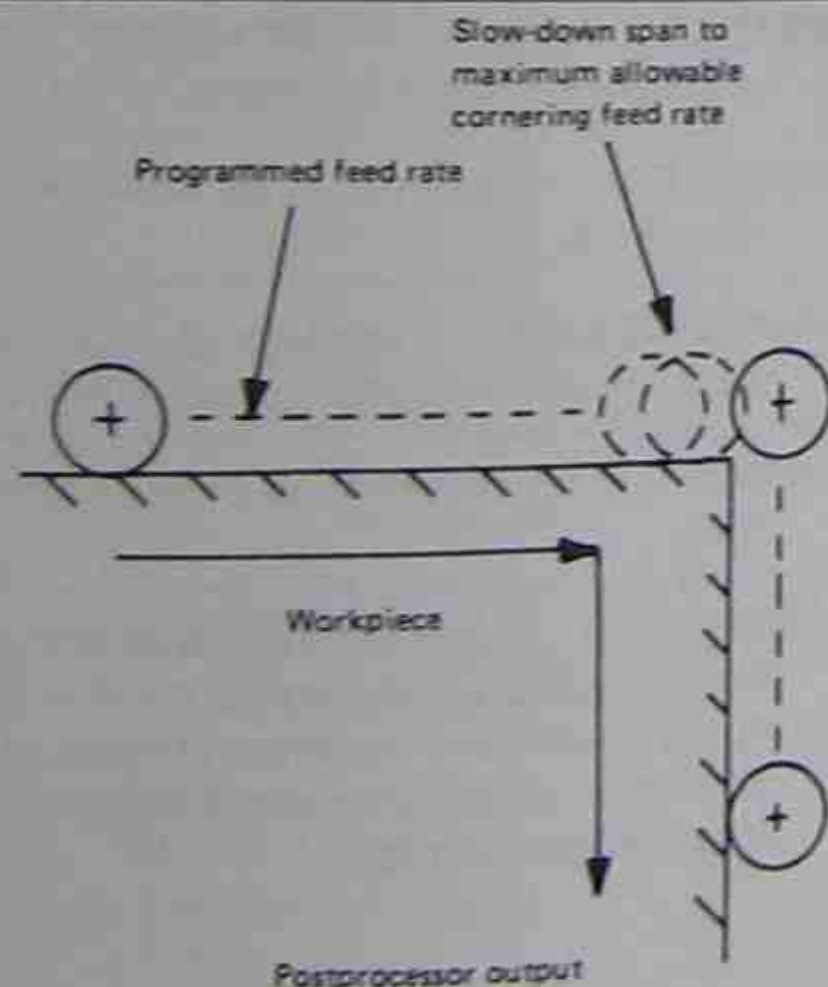 Slow-down span to
maximum allowable
cornering feed rate
Programmed feed rate
Workpiece
Postprocessor output